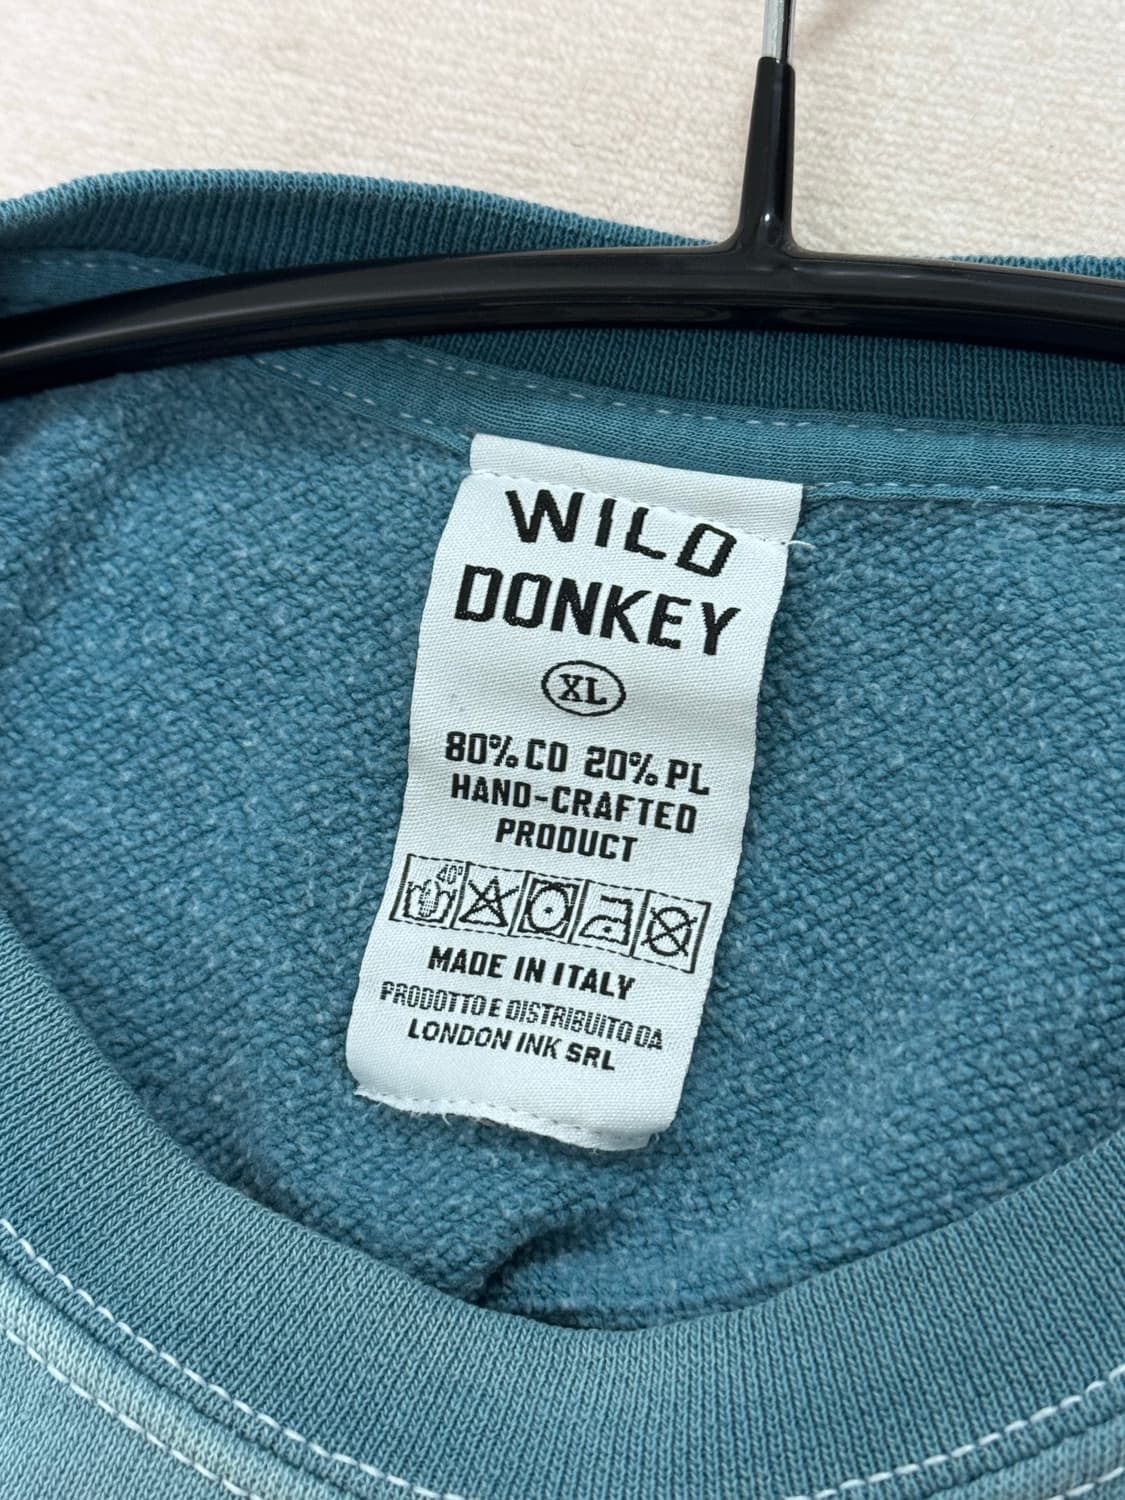 WILD
DONKEY
XL
80% CO 20% PL
HAND-CRAFTED
PRODUCT
40°
MADE IN ITALY
PRODOTTO E DISTRIBUITO DA
LONDON INK SRL